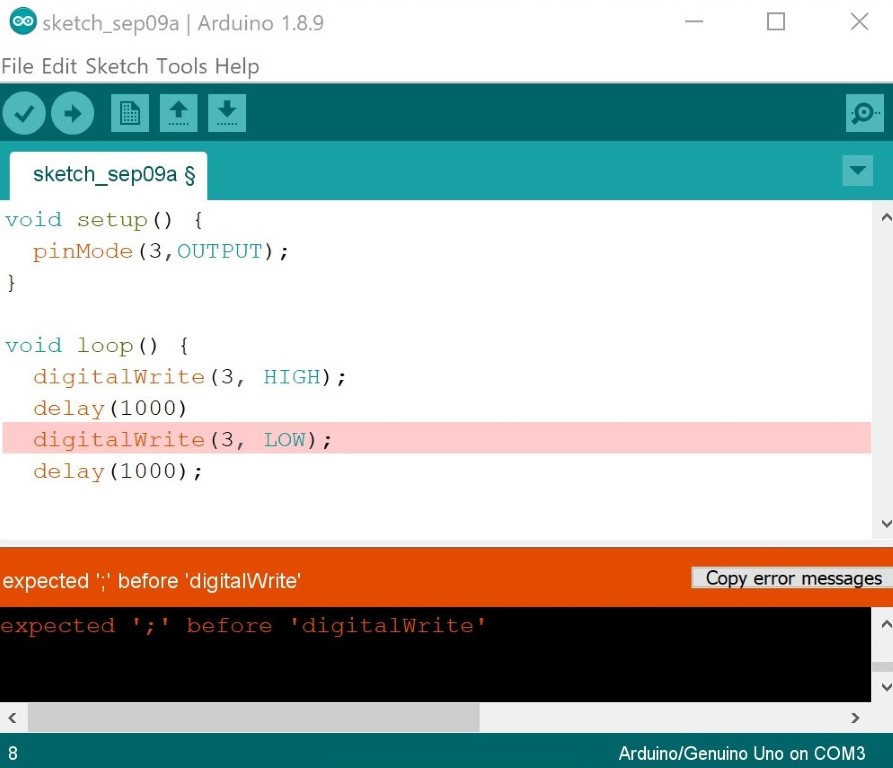 sketch_sep09a | Arduino 1.8.9
File Edit Sketch Tools Help
sketch_sep09a §
void setup() {
  pinMode(3,OUTPUT);
}
void loop() {
  digitalWrite(3, HIGH);
  delay(1000)
  digitalWrite(3, LOW);
  delay(1000);
expected ';' before 'digitalWrite'
Copy error messages
expected ';' before 'digitalWrite'
8
Arduino/Genuino Uno on COM3